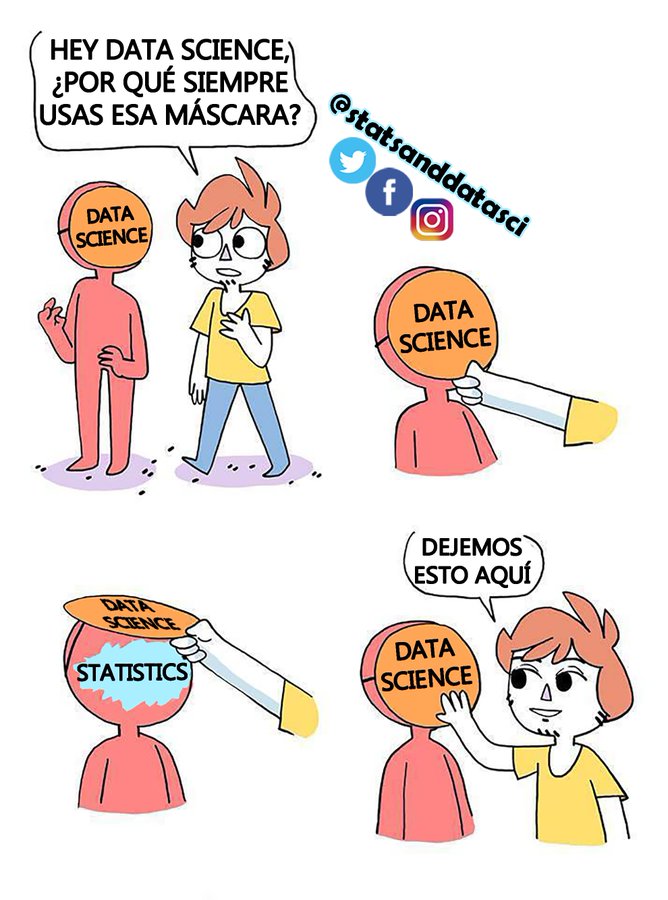 HEY DATA SCIENCE,
¿POR QUÉ SIEMPRE
USAS ESA MÁSCARA?
@statsanddatasci
DATA
SCIENCE
DATA
SCIENCE
DATA
SCIENCE
STATISTICS
DEJEMOS
ESTO AQUÍ
DATA
SCIENCE